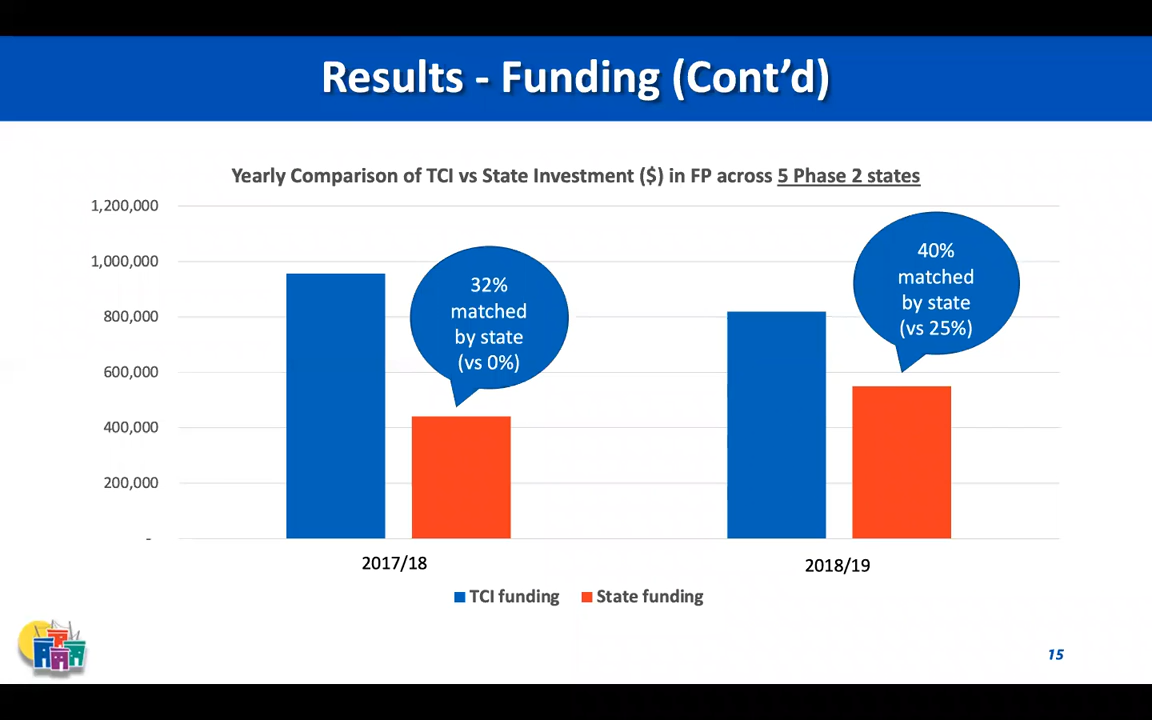 Results - Funding (Cont’d)
Yearly Comparison of TCI vs State Investment ($) in FP across 5 Phase 2 states
1,200,000
1,000,000
800,000
600,000
400,000
200,000
-
32%
matched
by state
(vs 0%)
40%
matched
by state
(vs 25%)
2017/18
2018/19
TCI funding
State funding
15